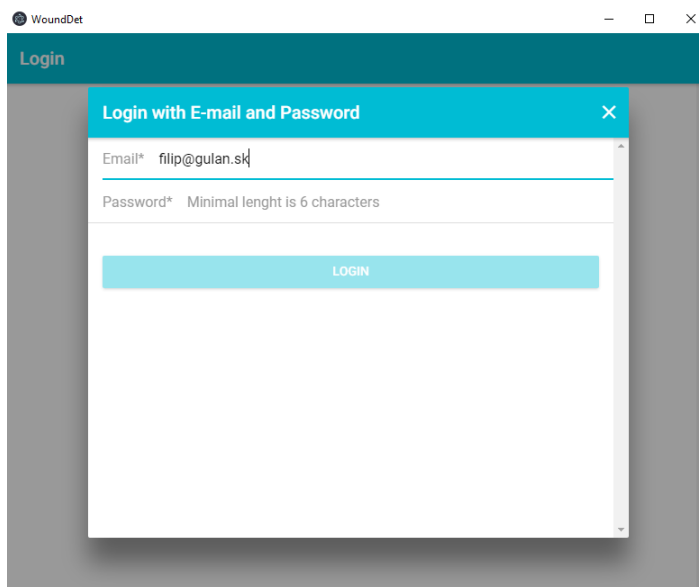 WoundDet
Login
Login with E-mail and Password
Email* filip@gulan.sk
Password* Minimal lenght is 6 characters
LOGIN